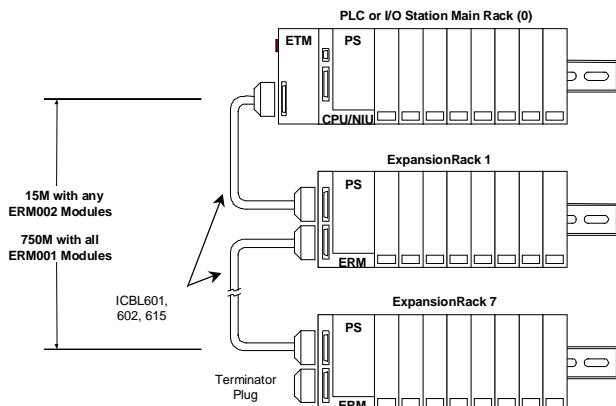 PLC or I/O Station Main Rack (0)
ETM
PS
CPU/NIU
ExpansionRack 1
PS
15M with any
ERM002 Modules
750M with all
ERM001 Modules
ERM
ICBL601,
602, 615
ExpansionRack 7
PS
Terminator
Plug
ERM